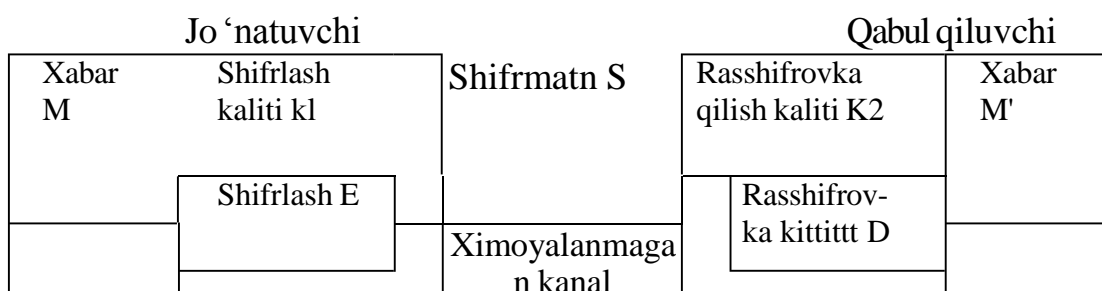 Jo ‘natuvchi
Qabul qiluvchi
Xabar
M
Shifrlash
kaliti kl
Shifrmatn S
Rasshifrovka
qilish kaliti K2
Xabar
M'
Shifrlash E
Rasshifrov-
ka kittittt D
Ximoyalanmaga
n kanal